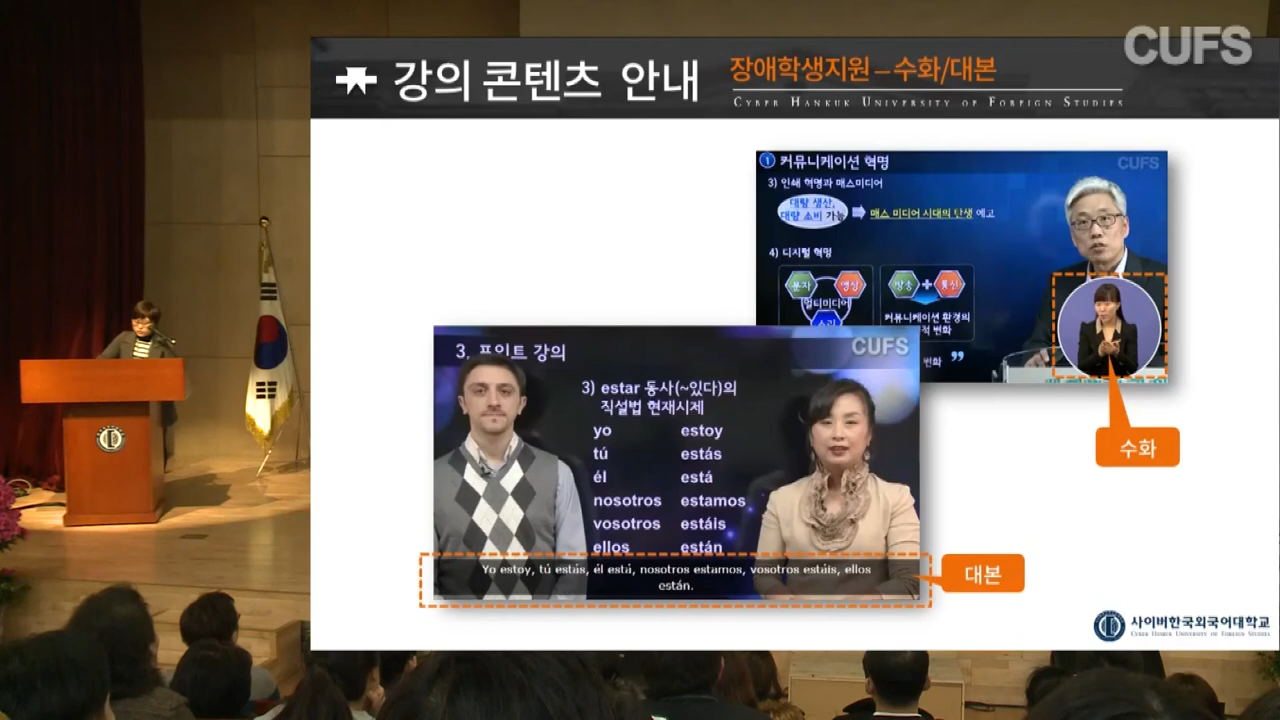 CUFS
강의 콘텐츠 안내
장애학생지원 – 수화/대본
CYBER HANKUK UNIVERSITY OF FOREIGN STUDIES
1 커뮤니케이션 혁명
CUFS
3) 인쇄 혁명과 매스미디어
대량 생산,
대량 소비 가능
매스 미디어 시대의 탄생 예고
4) 디지털 혁명
문자
영상
멀티미디어
소리
방송 + 통신
커뮤니케이션 환경의
변화
변화 ”
수화
3. 포인트 강의
CUFS
3) estar 동사(~있다)의
직설법 현재시제
yo estoy
tú estás
él está
nosotros estamos
vosotros estáis
ellos están
Yo estoy, tú estás, él está, nosotros estamos, vosotros estáis, ellos
están.
대본
사이버한국외국어대학교
CYBER HANKUK UNIVERSITY OF FOREIGN STUDIES